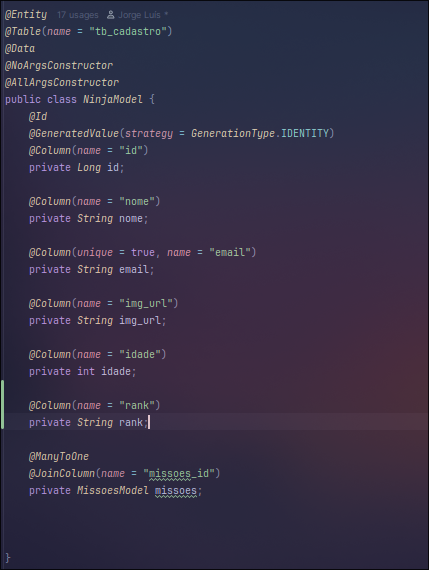 @Entity 17 usages Jorge Luis *
@Table(name = "tb_cadastro")
@Data
@NoArgsConstructor
@AllArgsConstructor
public class NinjaModel {
@Id
@GeneratedValue(strategy = GenerationType.IDENTITY)
@Column(name = "id")
private Long id;
@Column(name = "nome")
private String nome;
@Column(unique = true, name = "email")
private String email;
@Column(name = "img_url")
private String img_url;
@Column(name = "idade")
private int idade;
@Column(name = "rank")
private String rank;
@ManyToOne
@JoinColumn(name = "missoes_id")
private MissoesModel missoes;
}